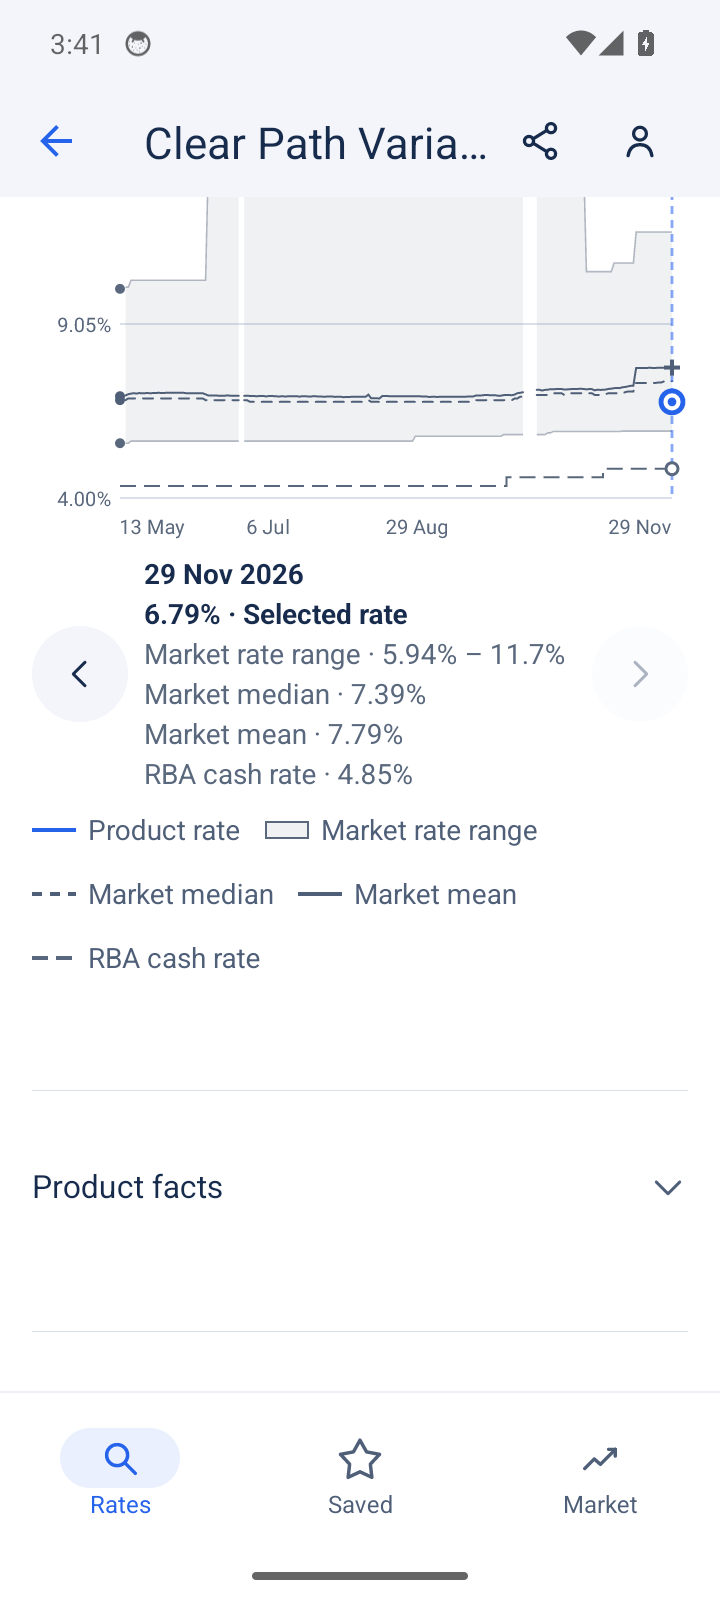 3:41
Clear Path Varia...
9.05%
4.00%
13 May 6 Jul 29 Aug 29 Nov
29 Nov 2026
6.79% · Selected rate
Market rate range · 5.94% – 11.7%
Market median · 7.39%
Market mean · 7.79%
RBA cash rate · 4.85%
Product rate Market rate range
Market median Market mean
RBA cash rate
Product facts
Rates Saved Market